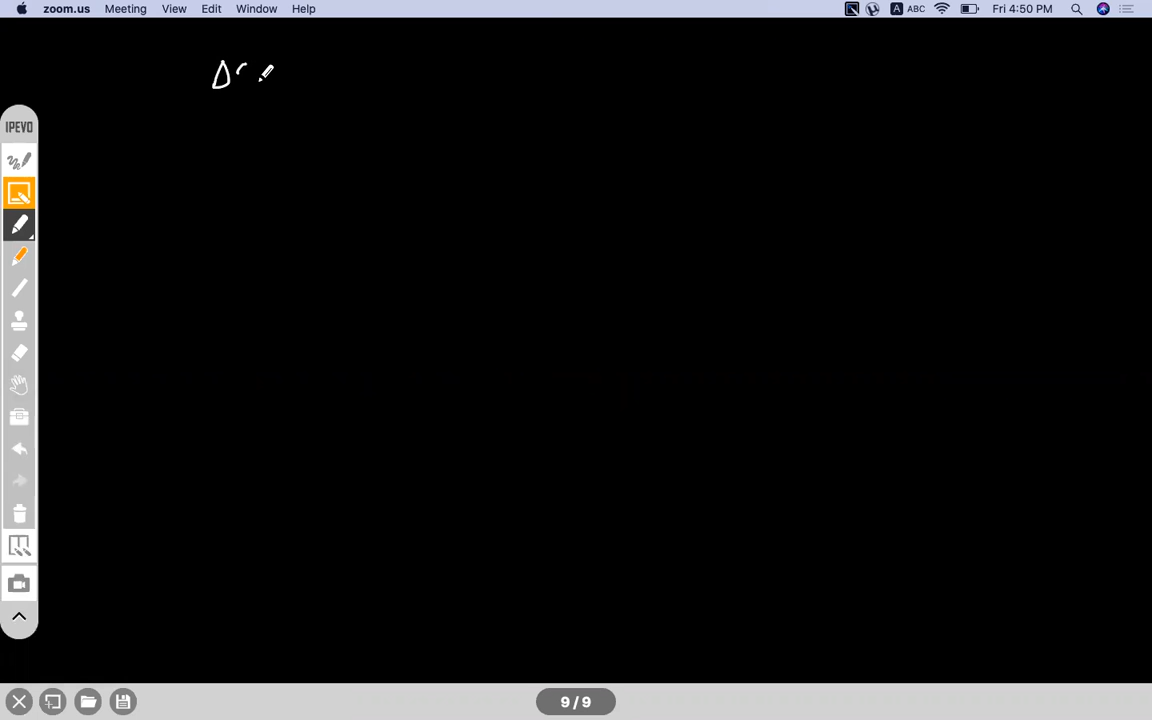 zoom.us Meeting View Edit Window Help A ABC Fri 4:50 PM
Δ
IPEVO
9 / 9